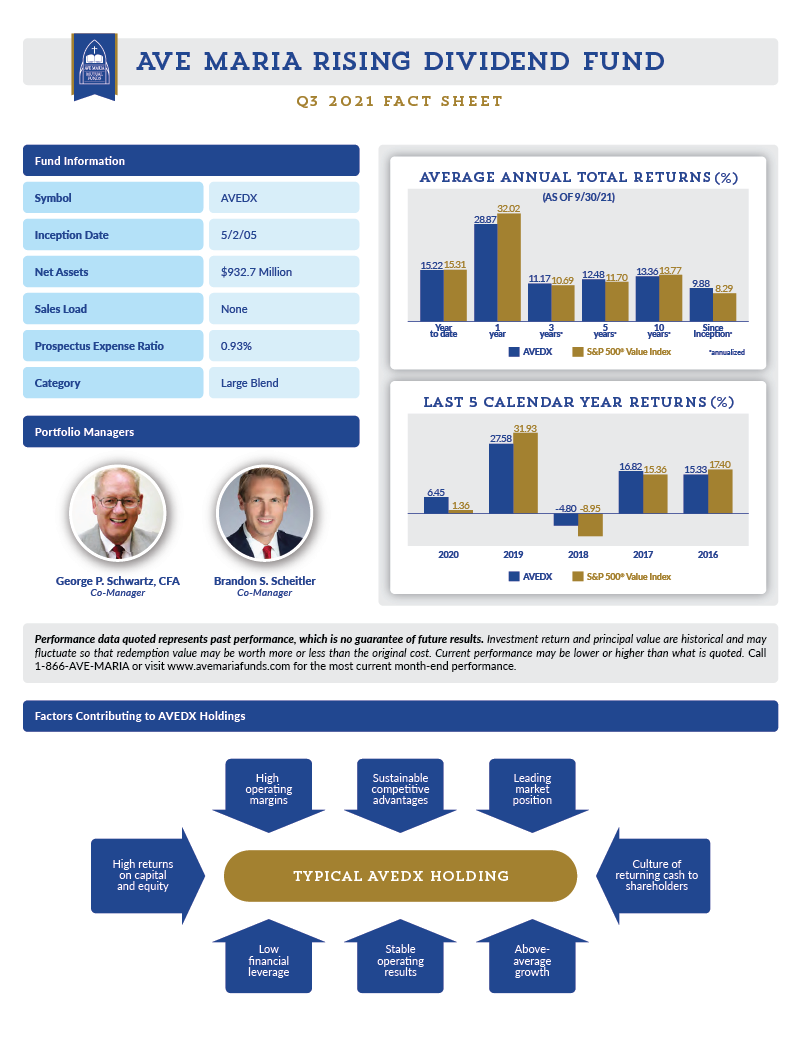 AVE MARIA
MUTUAL
FUNDS
AVE MARIA RISING DIVIDEND FUND
Q3 2021 FACT SHEET
Fund Information
Symbol AVEDX
Inception Date 5/2/05
Net Assets $932.7 Million
Sales Load None
Prospectus Expense Ratio 0.93%
Category Large Blend
Portfolio Managers
George P. Schwartz, CFA
Co-Manager
Brandon S. Scheitler
Co-Manager
AVERAGE ANNUAL TOTAL RETURNS (%)
(AS OF 9/30/21)
15.22 15.31
28.87 32.02
11.17 10.69
12.48 11.70
13.36 13.77
9.88 8.29
Year
to date
1
year
3
years*
5
years*
10
years*
Since
Inception*
AVEDX S&P 500® Value Index *annualized
LAST 5 CALENDAR YEAR RETURNS (%)
6.45 1.36
27.58 31.93
-4.80 -8.95
16.82 15.36
15.33 17.40
2020 2019 2018 2017 2016
AVEDX S&P 500® Value Index
Performance data quoted represents past performance, which is no guarantee of future results. Investment return and principal value are historical and may
fluctuate so that redemption value may be worth more or less than the original cost. Current performance may be lower or higher than what is quoted. Call
1-866-AVE-MARIA or visit www.avemariafunds.com for the most current month-end performance.
Factors Contributing to AVEDX Holdings
High
operating
margins
Sustainable
competitive
advantages
Leading
market
position
High returns
on capital
and equity
TYPICAL AVEDX HOLDING
Culture of
returning cash to
shareholders
Low
financial
leverage
Stable
operating
results
Above-
average
growth